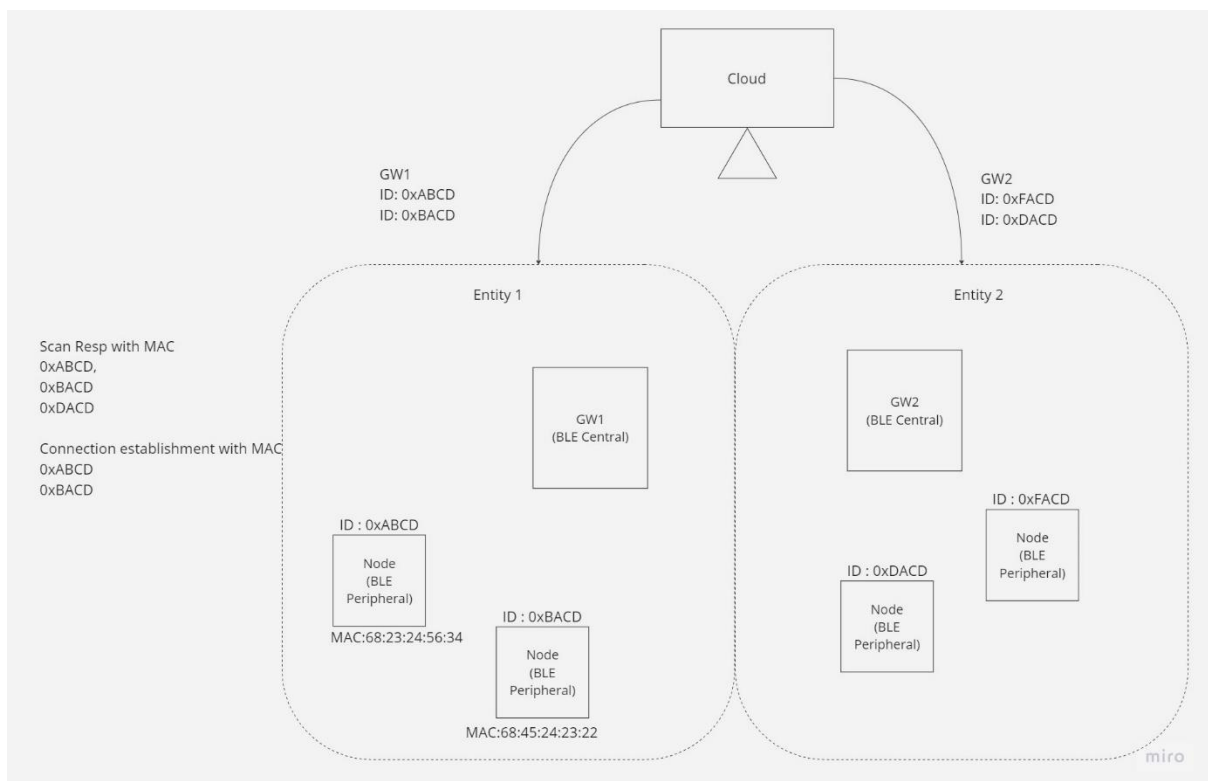 Cloud
GW1
ID: 0xABCD
ID: 0xBACD
GW2
ID: 0xFACD
ID: 0xDACD
Entity 1
Entity 2
Scan Resp with MAC
0xABCD,
0xBACD
0xDACD
Connection establishment with MAC
0xABCD
0xBACD
GW1
(BLE Central)
GW2
(BLE Central)
ID : 0xABCD
Node
(BLE
Peripheral)
MAC:68:23:24:56:34
ID : 0xBACD
Node
(BLE
Peripheral)
MAC:68:45:24:23:22
ID : 0xFACD
Node
(BLE
Peripheral)
ID : 0xDACD
Node
(BLE
Peripheral)
miro